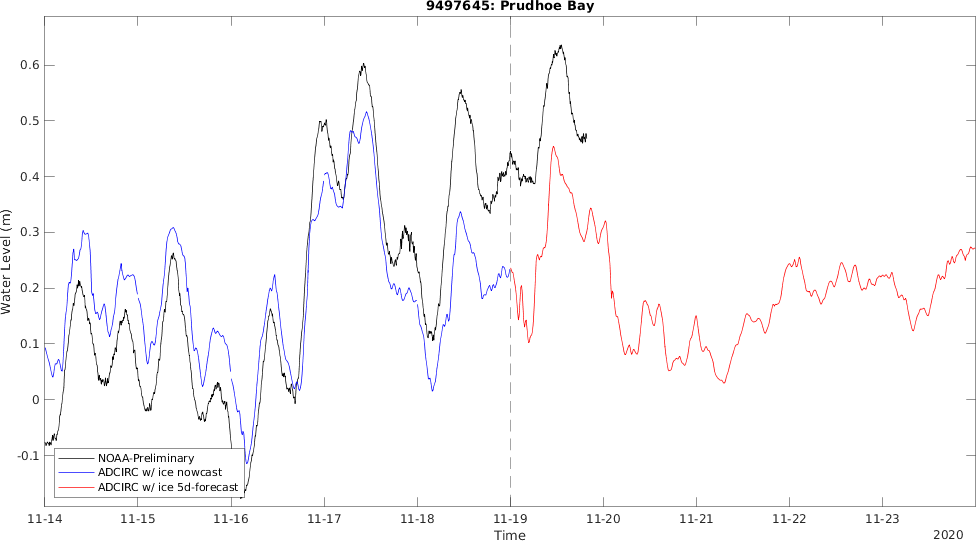 9497645: Prudhoe Bay
Water Level (m)
0.6
0.5
0.4
0.3
0.2
0.1
0
-0.1
NOAA-Preliminary
ADCIRC w/ ice nowcast
ADCIRC w/ ice 5d-forecast
11-14 11-15 11-16 11-17 11-18 11-19 11-20 11-21 11-22 11-23
Time
2020